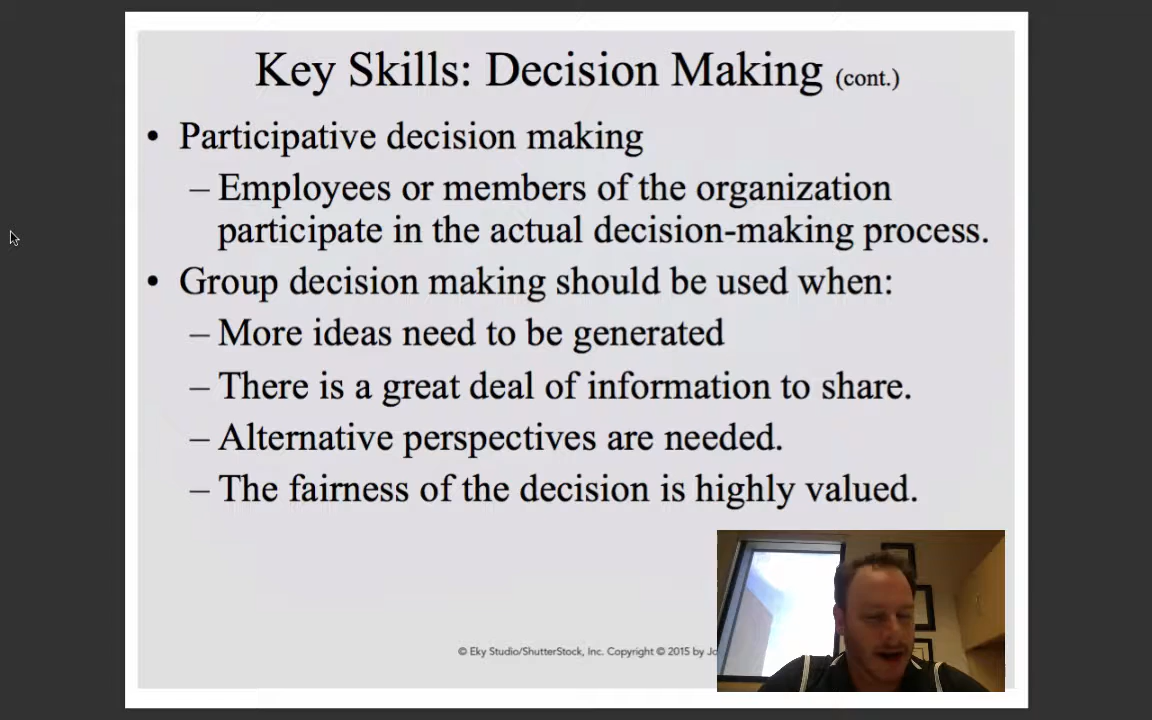 Key Skills: Decision Making (cont.)
• Participative decision making
– Employees or members of the organization
participate in the actual decision-making process.
• Group decision making should be used when:
– More ideas need to be generated
– There is a great deal of information to share.
– Alternative perspectives are needed.
– The fairness of the decision is highly valued.
© Eky Studio/ShutterStock, Inc. Copyright © 2015 by